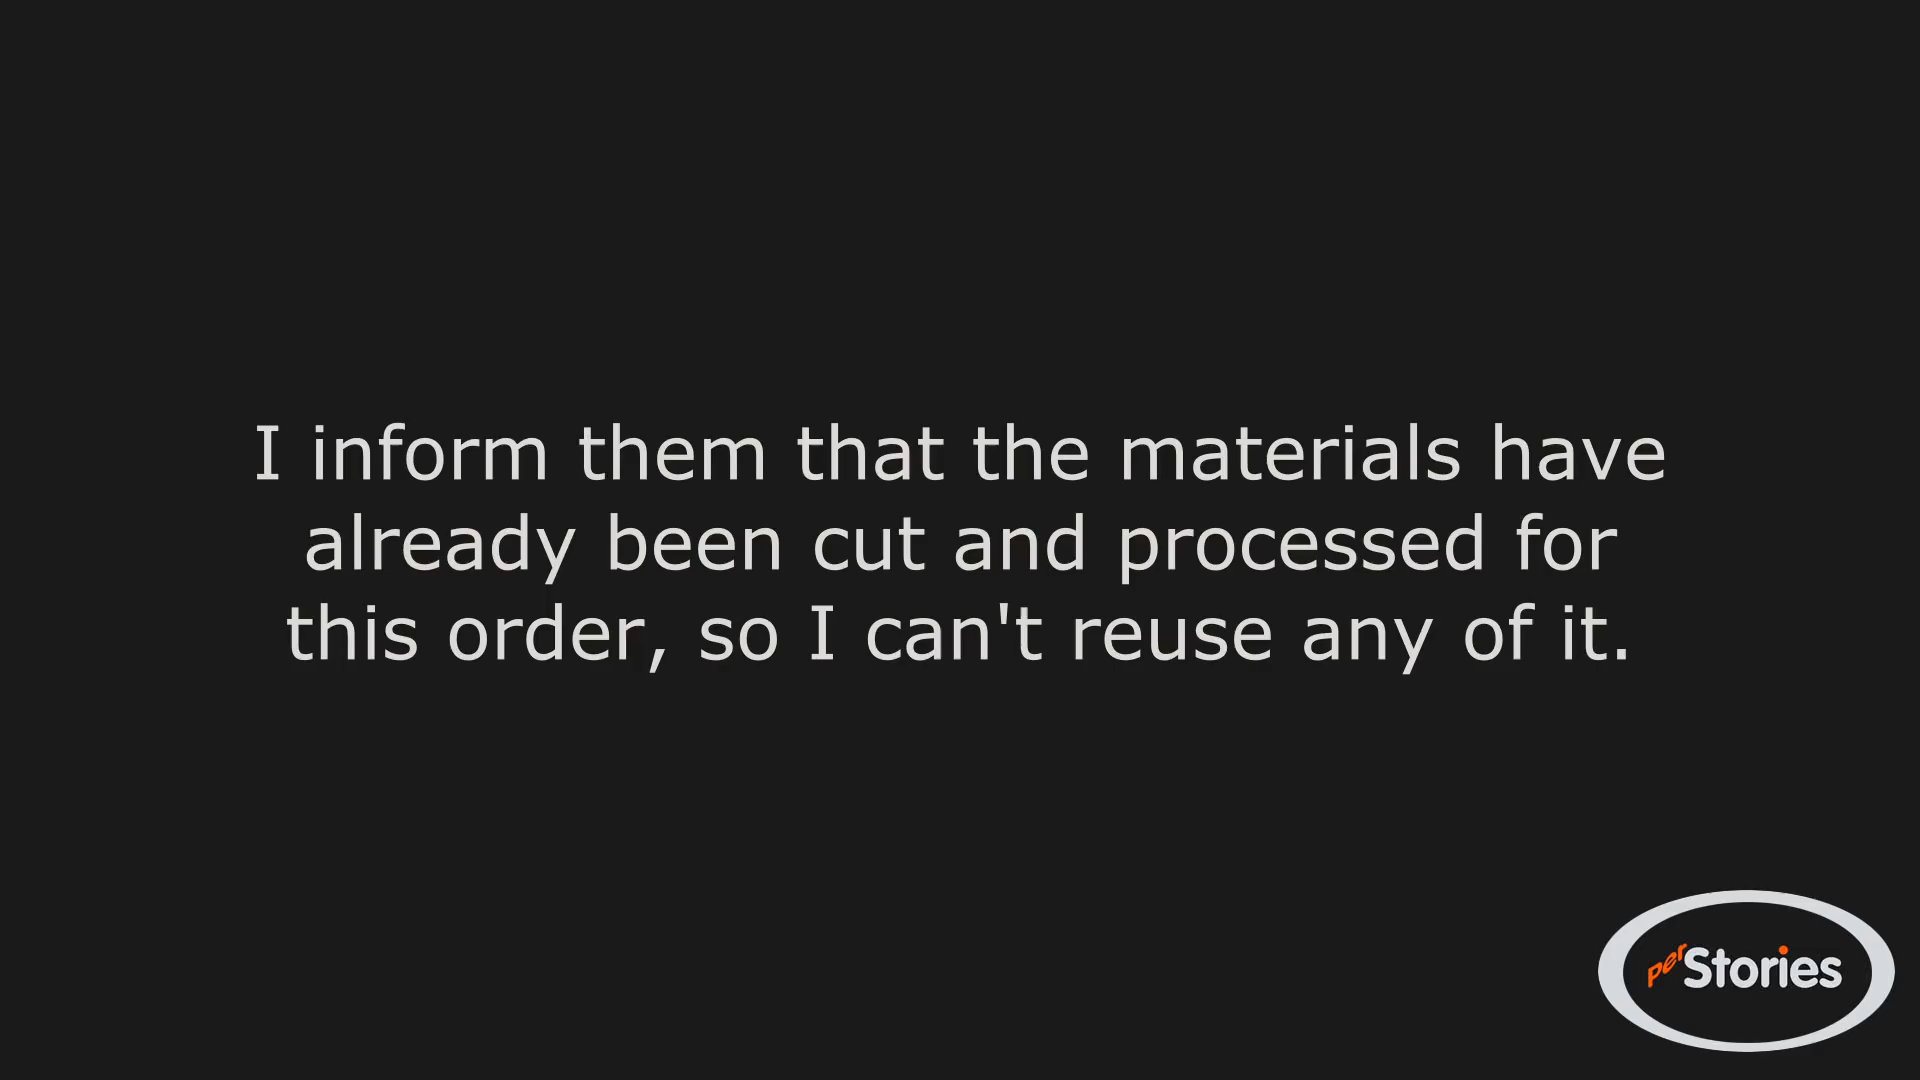 I inform them that the materials have
already been cut and processed for
this order, so I can't reuse any of it.
perStories